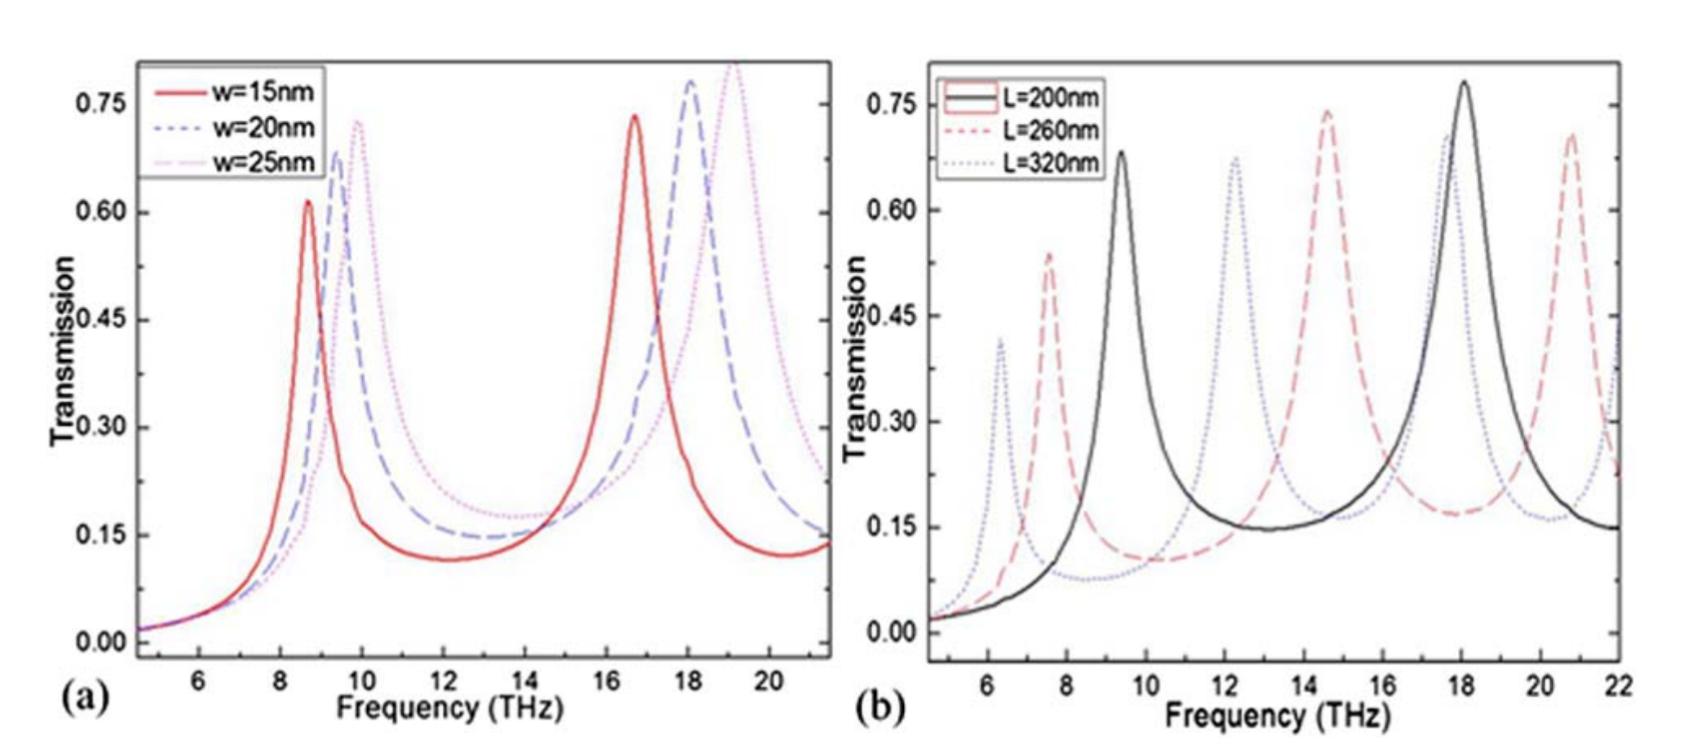 w=15nm
w=20nm
w=25nm
0.75
0.60
0.45
0.30
0.15
0.00
Transmission
6 8 10 12 14 16 18 20
Frequency (THz)
(a)
L=200nm
L=260nm
L=320nm
0.75
0.60
0.45
0.30
0.15
0.00
Transmission
6 8 10 12 14 16 18 20 22
Frequency (THz)
(b)